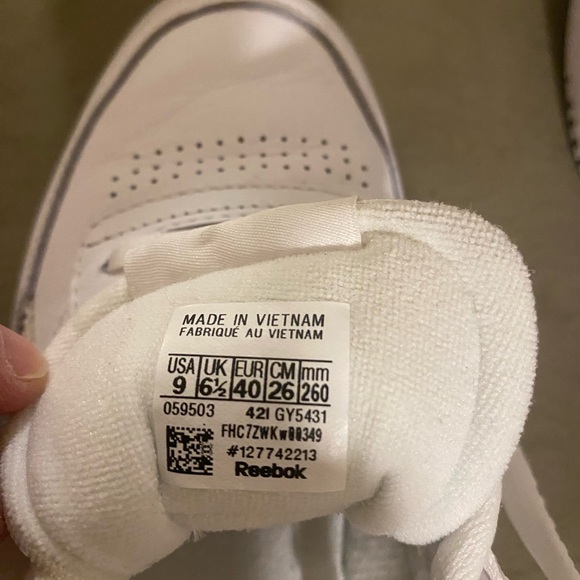 MADE IN VIETNAM
FABRIQUÉ AU VIETNAM
USA UK EUR CM mm
9 6½ 40 26 260
059503 421 GY5431
FHC7ZWKw00349
#127742213
Reebok